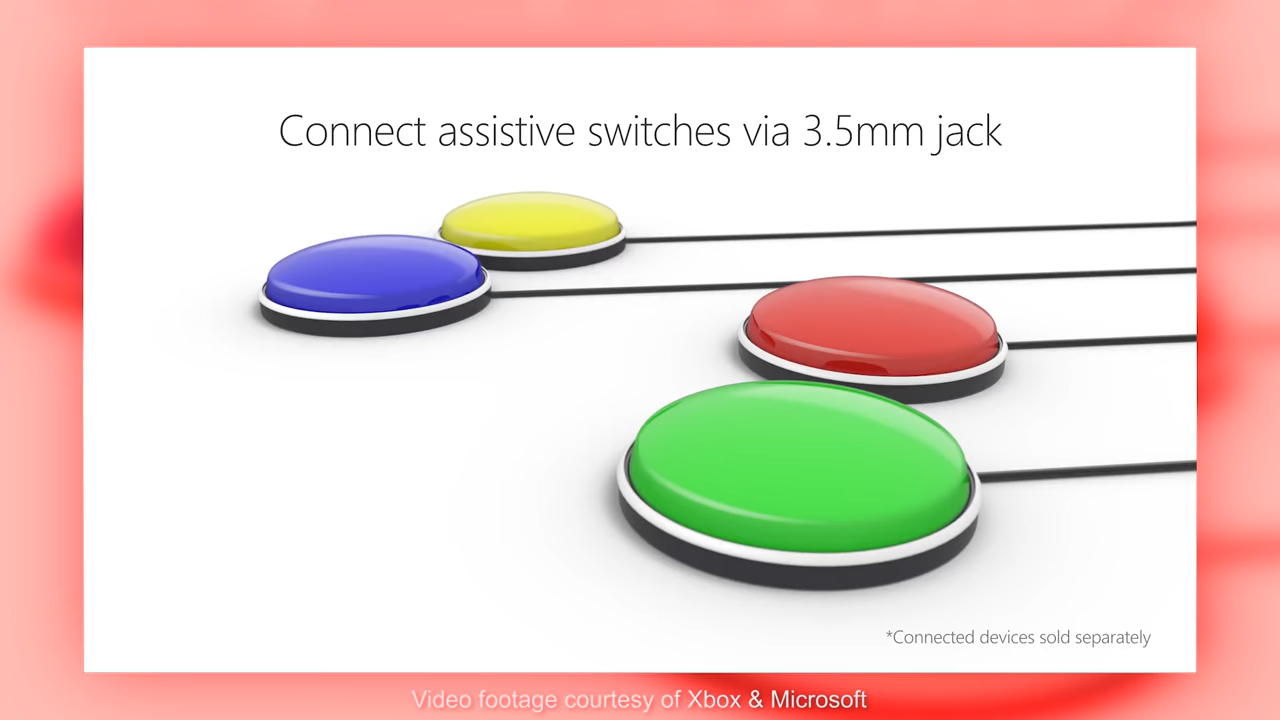 Connect assistive switches via 3.5mm jack
*Connected devices sold separately
Video footage courtesy of Xbox & Microsoft